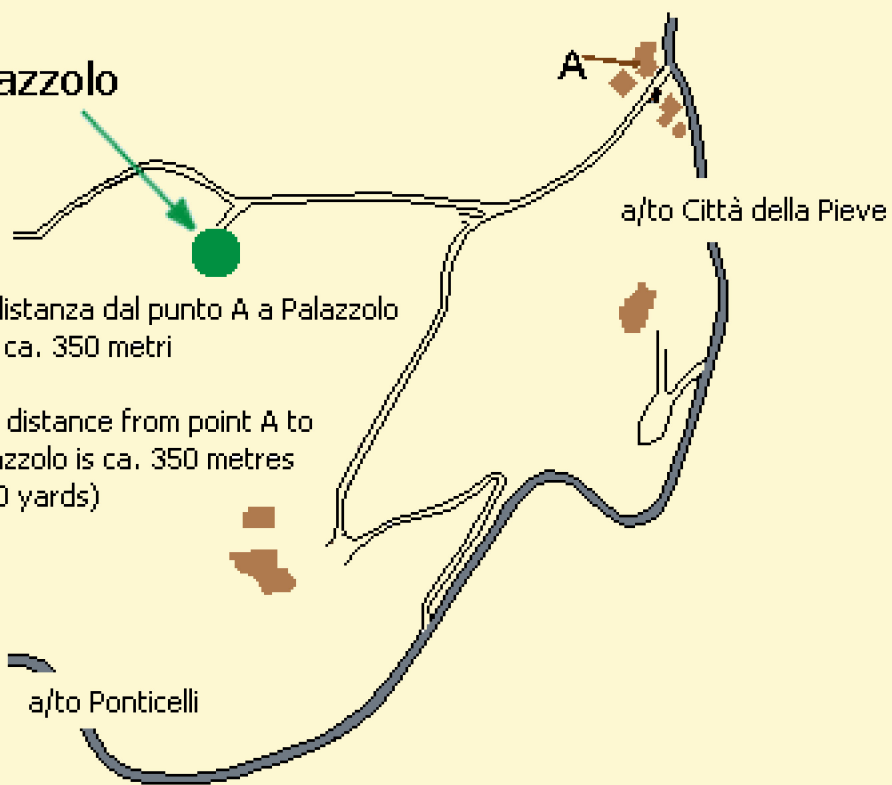 azzolo
A
a/to Città della Pieve
distanza dal punto A a Palazzolo
ca. 350 metri
distance from point A to
azzolo is ca. 350 metres
0 yards)
a/to Ponticelli